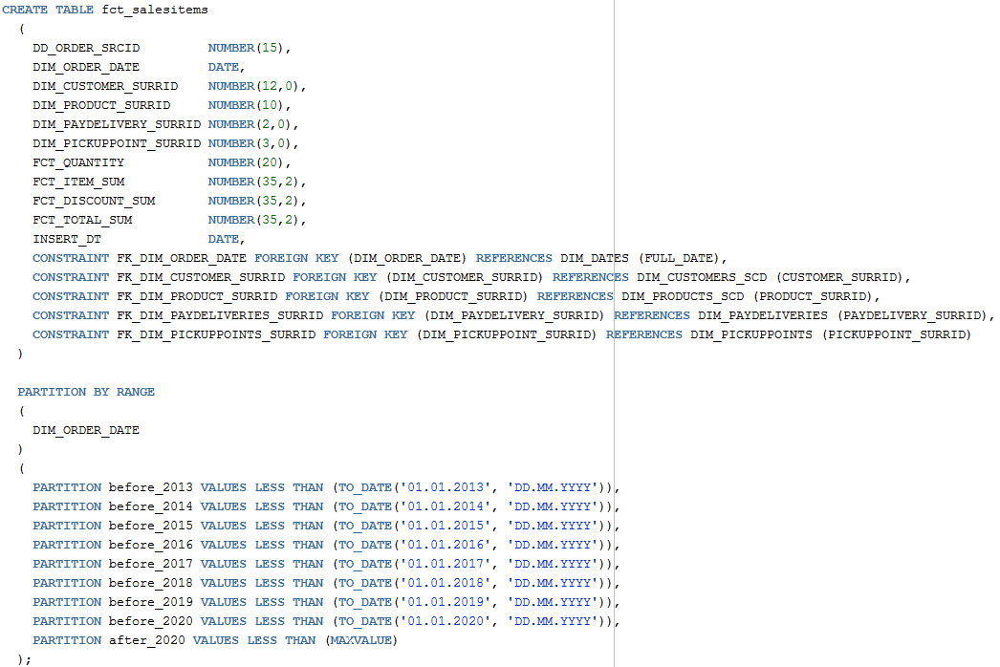 CREATE TABLE fct_salesitems
(
DD_ORDER_SRCID NUMBER(15),
DIM_ORDER_DATE DATE,
DIM_CUSTOMER_SURRID NUMBER(12,0),
DIM_PRODUCT_SURRID NUMBER(10),
DIM_PAYDELIVERY_SURRID NUMBER(2,0),
DIM_PICKUPPOINT_SURRID NUMBER(3,0),
FCT_QUANTITY NUMBER(20),
FCT_ITEM_SUM NUMBER(35,2),
FCT_DISCOUNT_SUM NUMBER(35,2),
FCT_TOTAL_SUM NUMBER(35,2),
INSERT_DT DATE,
CONSTRAINT FK_DIM_ORDER_DATE FOREIGN KEY (DIM_ORDER_DATE) REFERENCES DIM_DATES (FULL_DATE),
CONSTRAINT FK_DIM_CUSTOMER_SURRID FOREIGN KEY (DIM_CUSTOMER_SURRID) REFERENCES DIM_CUSTOMERS_SCD (CUSTOMER_SURRID),
CONSTRAINT FK_DIM_PRODUCT_SURRID FOREIGN KEY (DIM_PRODUCT_SURRID) REFERENCES DIM_PRODUCTS_SCD (PRODUCT_SURRID),
CONSTRAINT FK_DIM_PAYDELIVERIES_SURRID FOREIGN KEY (DIM_PAYDELIVERY_SURRID) REFERENCES DIM_PAYDELIVERIES (PAYDELIVERY_SURRID),
CONSTRAINT FK_DIM_PICKUPPOINTS_SURRID FOREIGN KEY (DIM_PICKUPPOINT_SURRID) REFERENCES DIM_PICKUPPOINTS (PICKUPPOINT_SURRID)
)
PARTITION BY RANGE
(
DIM_ORDER_DATE
)
(
PARTITION before_2013 VALUES LESS THAN (TO_DATE('01.01.2013', 'DD.MM.YYYY')),
PARTITION before_2014 VALUES LESS THAN (TO_DATE('01.01.2014', 'DD.MM.YYYY')),
PARTITION before_2015 VALUES LESS THAN (TO_DATE('01.01.2015', 'DD.MM.YYYY')),
PARTITION before_2016 VALUES LESS THAN (TO_DATE('01.01.2016', 'DD.MM.YYYY')),
PARTITION before_2017 VALUES LESS THAN (TO_DATE('01.01.2017', 'DD.MM.YYYY')),
PARTITION before_2018 VALUES LESS THAN (TO_DATE('01.01.2018', 'DD.MM.YYYY')),
PARTITION before_2019 VALUES LESS THAN (TO_DATE('01.01.2019', 'DD.MM.YYYY')),
PARTITION before_2020 VALUES LESS THAN (TO_DATE('01.01.2020', 'DD.MM.YYYY')),
PARTITION after_2020 VALUES LESS THAN (MAXVALUE)
);